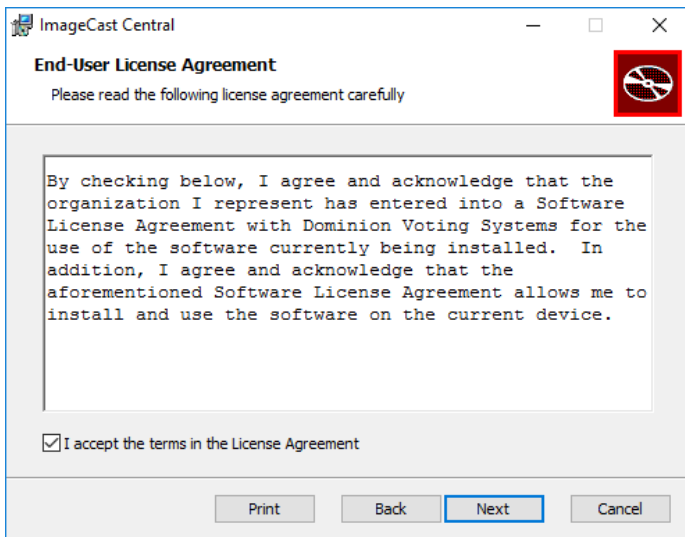 ImageCast Central
End-User License Agreement
Please read the following license agreement carefully
By checking below, I agree and acknowledge that the
organization I represent has entered into a Software
License Agreement with Dominion Voting Systems for the
use of the software currently being installed.  In
addition, I agree and acknowledge that the
aforementioned Software License Agreement allows me to
install and use the software on the current device.
I accept the terms in the License Agreement
Print Back Next Cancel